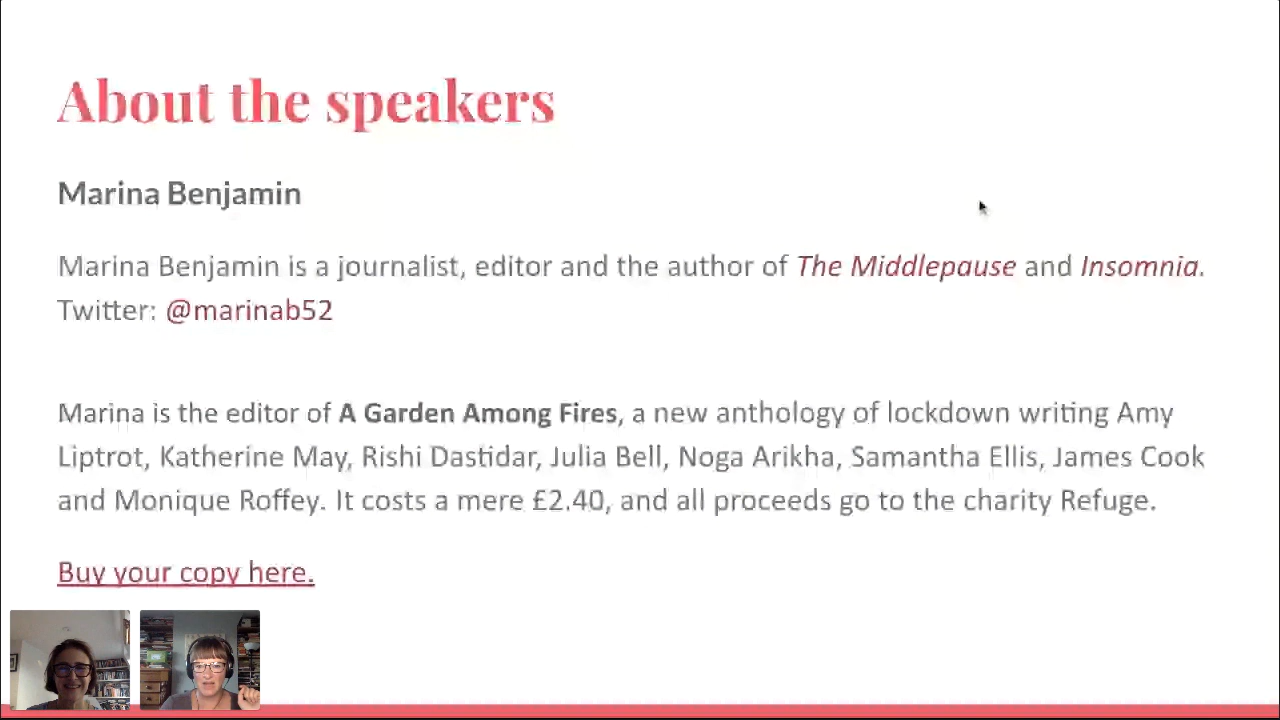 About the speakers
Marina Benjamin
Marina Benjamin is a journalist, editor and the author of The Middlepause and Insomnia.
Twitter: @marinab52
Marina is the editor of A Garden Among Fires, a new anthology of lockdown writing Amy
Liptrot, Katherine May, Rishi Dastidar, Julia Bell, Noga Arikha, Samantha Ellis, James Cook
and Monique Roffey. It costs a mere £2.40, and all proceeds go to the charity Refuge.
Buy your copy here.